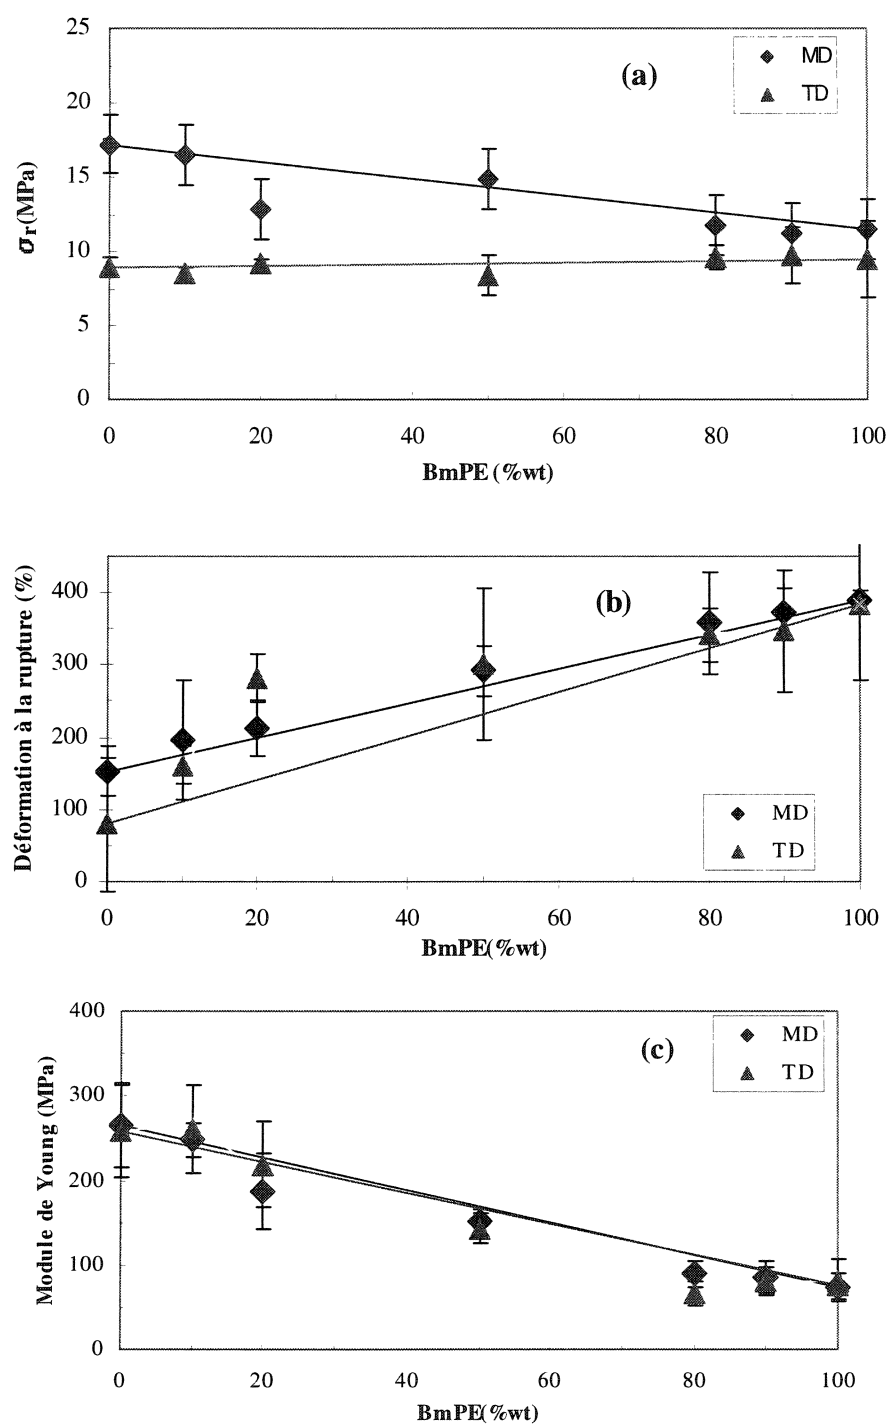 25
20
15
10
5
0
σr(MPa)
(a)
MD
TD
0 20 40 60 80 100
BmPE (%wt)
400
300
200
100
0
Déformation à la rupture (%)
(b)
MD
TD
0 20 40 60 80 100
BmPE(%wt)
400
300
200
100
0
Module de Young (MPa)
(c)
MD
TD
0 20 40 60 80 100
BmPE(%wt)